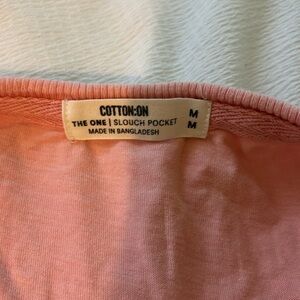 COTTON:ON M
THE ONE | SLOUCH POCKET M
MADE IN BANGLADESH